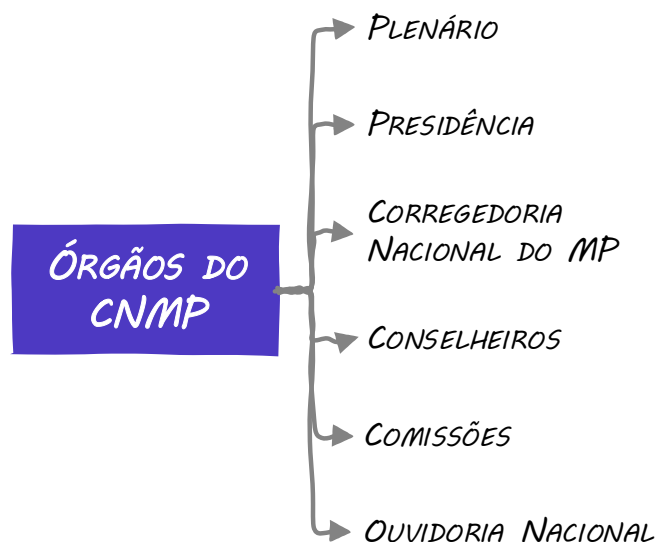 ÓRGÃOS DO
CNMP
PLENÁRIO
PRESIDÊNCIA
CORREGEDORIA
NACIONAL DO MP
CONSELHEIROS
COMISSÕES
OUVIDORIA NACIONAL